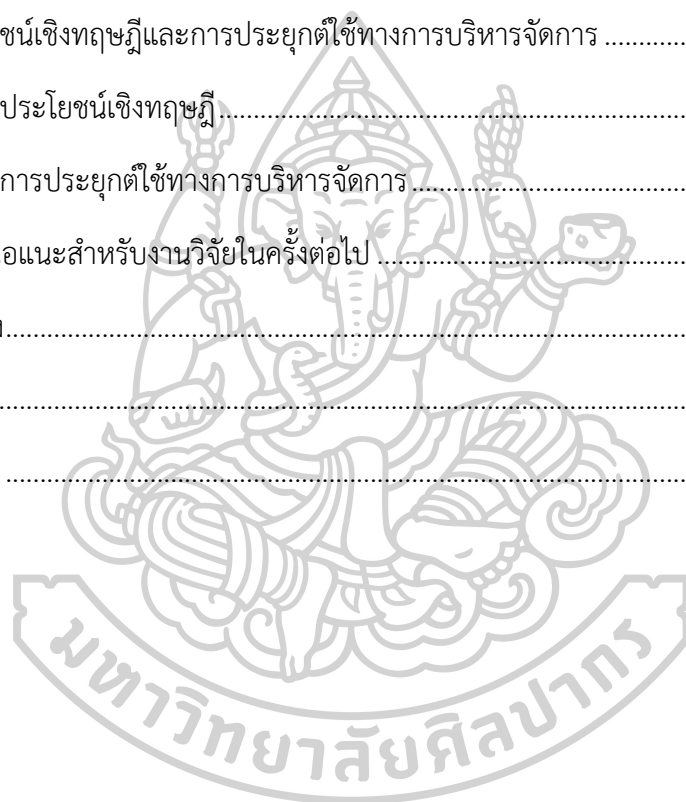 ชน์เชิงทฤษฎีและการประยุกต์ใช้ทางการบริหารจัดการ ............
ประโยชน์เชิงทฤษฎี....................................................................................
การประยุกต์ใช้ทางการบริหารจัดการ..................................................
อแนะสำหรับงานวิจัยในครั้งต่อไป .........................................................
มหาวิทยาลัยศิลปากร